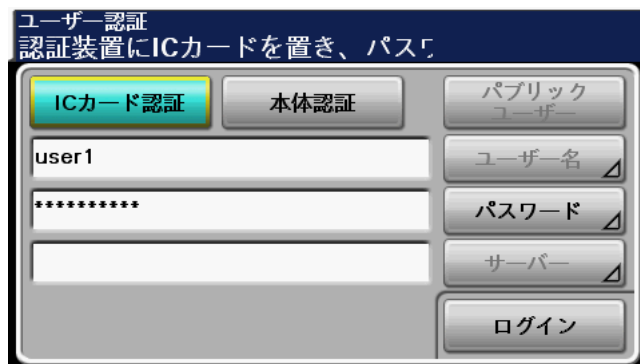 ユーザー認証
認証装置にICカードを置き、パス
ICカード認証
本体認証
パブリック
ユーザー
user1
ユーザー名
**********
パスワード
サーバー
ログイン